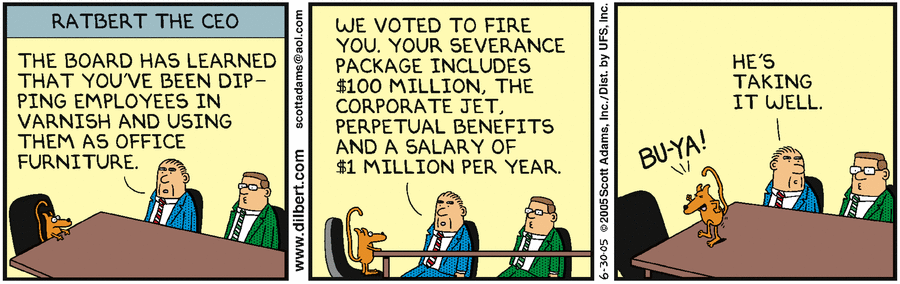 RATBERT THE CEO
THE BOARD HAS LEARNED
THAT YOU'VE BEEN DIP-
PING EMPLOYEES IN
VARNISH AND USING
THEM AS OFFICE
FURNITURE.
www.dilbert.com
scottadams@aol.com
WE VOTED TO FIRE
YOU. YOUR SEVERANCE
PACKAGE INCLUDES
$100 MILLION, THE
CORPORATE JET,
PERPETUAL BENEFITS
AND A SALARY OF
$1 MILLION PER YEAR.
6-30-05 ©2005 Scott Adams, Inc./Dist. by UFS, Inc.
BU-YA!
HE'S
TAKING
IT WELL.